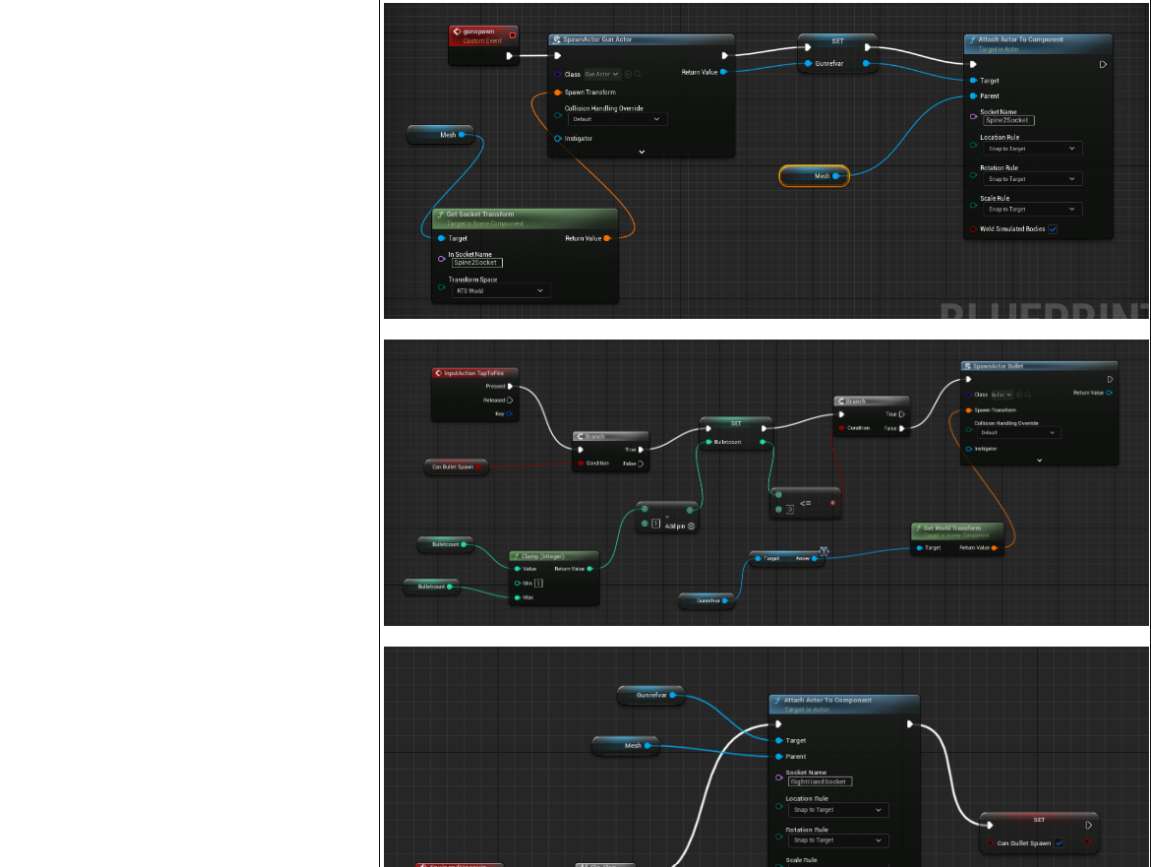 gunspawn
Custom Event
SpawnActor Gun Actor
Class Gun Actor
Return Value
Spawn Transform
Collision Handling Override
Default
Instigator
SET
Gunrefvar
Attach Actor To Component
Target is Actor
Target
Parent
Socket Name
Spine2Socket
Location Rule
Snap to Target
Rotation Rule
Snap to Target
Scale Rule
Snap to Target
Weld Simulated Bodies
Mesh
Mesh
Get Socket Transform
Target is Scene Component
Target
Return Value
In Socket Name
Spine2Socket
Transform Space
RTS World
BLUEPRINT
InputAction TapToFire
Pressed
Released
Key
Can Bullet Spawn
Branch
True
Condition
False
SET
Bulletcount
Branch
True
Condition
False
SpawnActor Bullet
Class Bullet
Return Value
Spawn Transform
Collision Handling Override
Default
Instigator
-
1
Add pin
<=
0
Bulletcount
Bulletcount
Clamp (Integer)
Value
Return Value
Min 1
Max
Target
Arrow
Gunrefvar
Get World Transform
Target is Scene Component
Target
Return Value
Gunrefvar
Mesh
Attach Actor To Component
Target is Actor
Target
Parent
Socket Name
RightHandSocket
Location Rule
Snap to Target
Rotation Rule
Snap to Target
Scale Rule
SET
Can Bullet Spawn